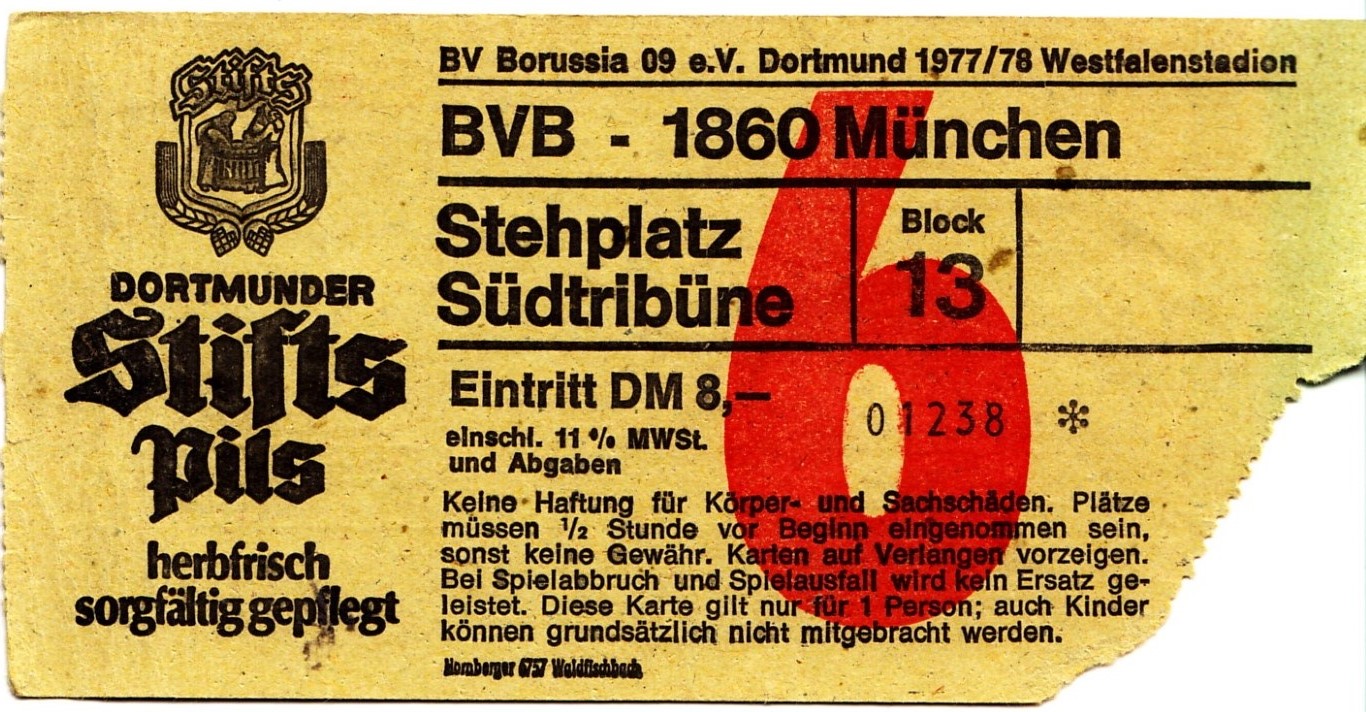 Stifts
DORTMUNDER
Stifts
Pils
herbfrisch
sorgfältig gepflegt
BV Borussia 09 e.V. Dortmund 1977/78 Westfalenstadion
BVB - 1860 München
Stehplatz
Südtribüne
Block
13
6
Eintritt DM 8,—
einschl. 11 % MWSt.
und Abgaben
01238 *
Keine Haftung für Körper- und Sachschäden. Plätze
müssen ½ Stunde vor Beginn eingenommen sein,
sonst keine Gewähr. Karten auf Verlangen vorzeigen.
Bei Spielabbruch und Spielausfall wird kein Ersatz ge-
leistet. Diese Karte gilt nur für 1 Person; auch Kinder
können grundsätzlich nicht mitgebracht werden.
Homberger 6757 Waldfischbach